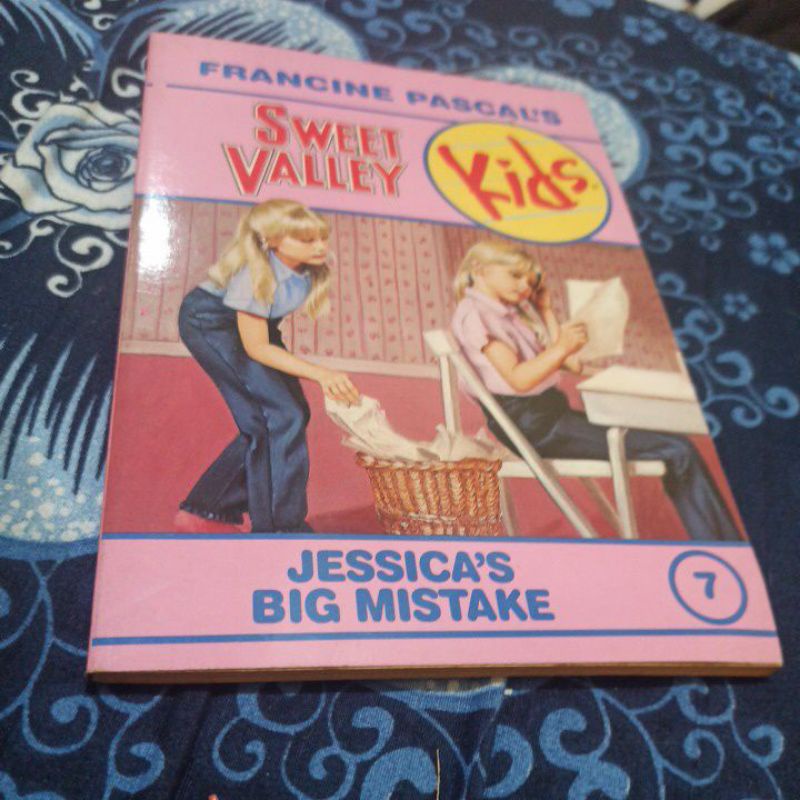 FRANCINE PASCAL'S
SWEET
VALLEY
Kids
JESSICA'S
BIG MISTAKE
7